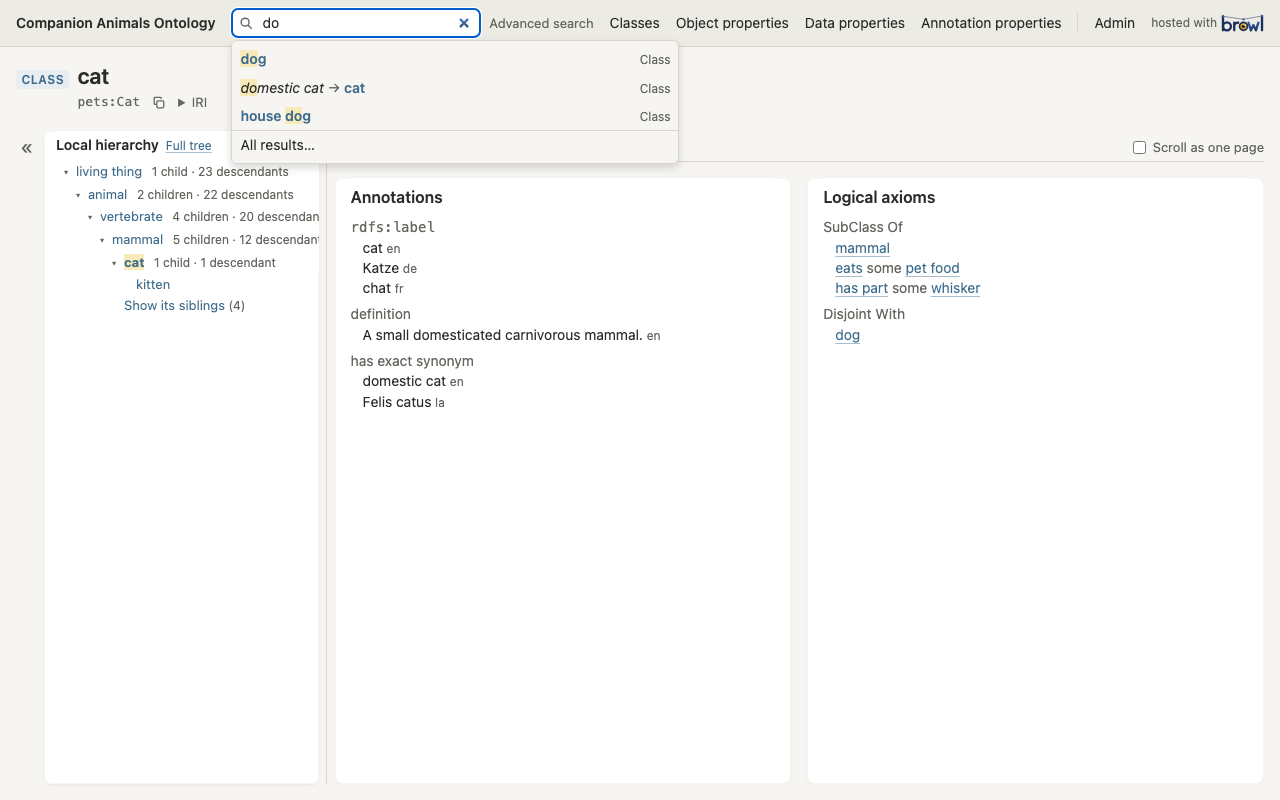 Companion Animals Ontology
do
Advanced search
Classes
Object properties
Data properties
Annotation properties
Admin
hosted with browl
dog Class
domestic cat → cat Class
house dog Class
All results...
CLASS cat
pets:Cat
IRI
Local hierarchy Full tree
Scroll as one page
living thing 1 child · 23 descendants
animal 2 children · 22 descendants
vertebrate 4 children · 20 descendan
mammal 5 children · 12 descendant
cat 1 child · 1 descendant
kitten
Show its siblings (4)
Annotations
rdfs:label
cat en
Katze de
chat fr
definition
A small domesticated carnivorous mammal. en
has exact synonym
domestic cat en
Felis catus la
Logical axioms
SubClass Of
mammal
eats some pet food
has part some whisker
Disjoint With
dog